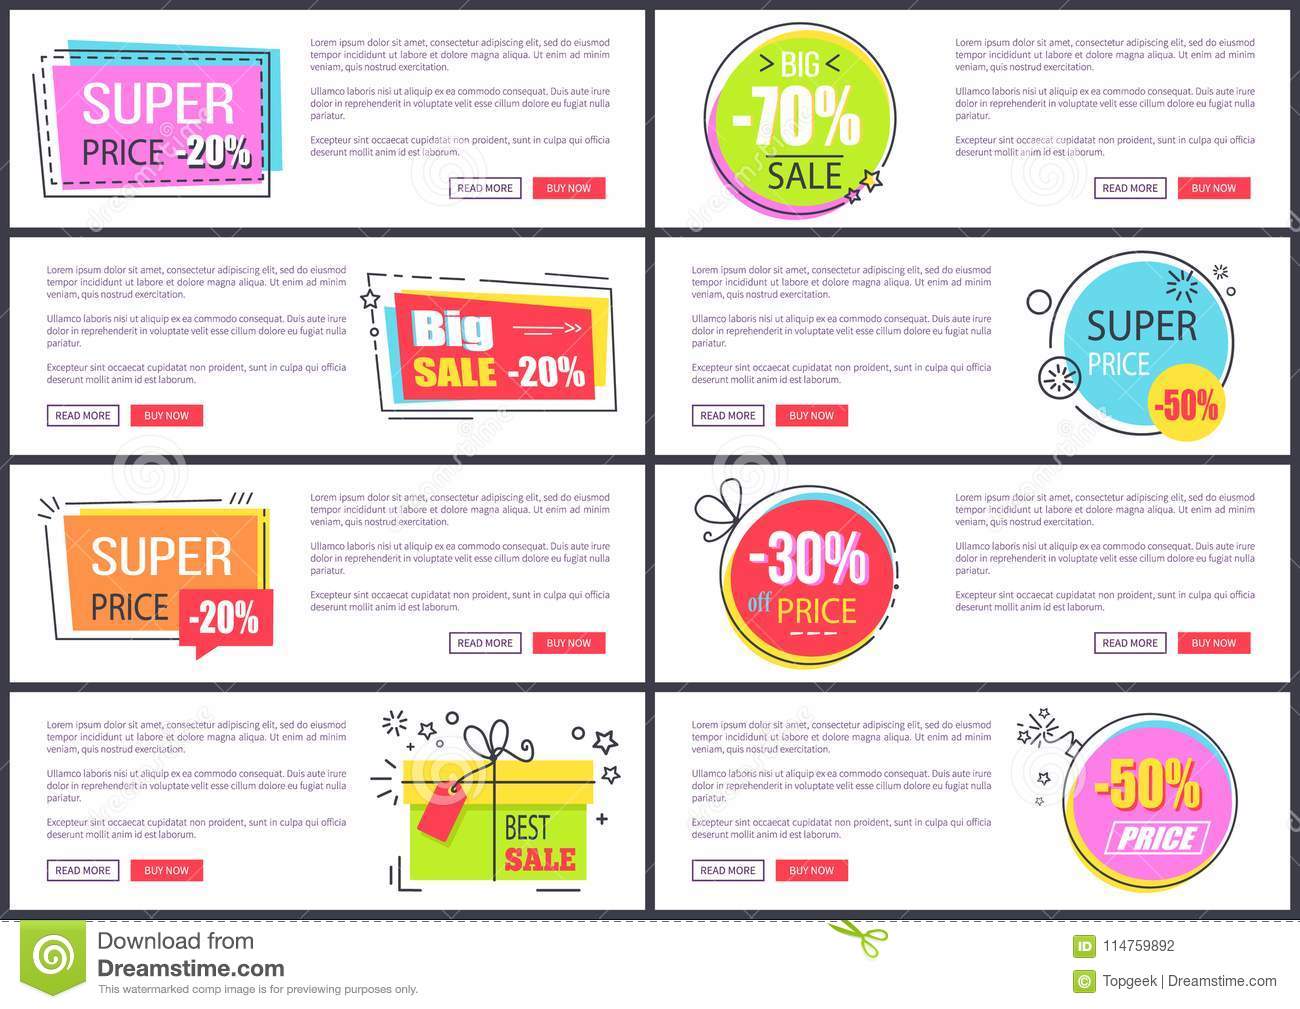 SUPER
PRICE -20%
Lorem ipsum dolor sit amet, consectetur adipiscing elit, sed do eiusmod
tempor incididunt ut labore et dolore magna aliqua. Ut enim ad minim
veniam, quis nostrud exercitation.
Ullamco laboris nisi ut aliquip ex ea commodo consequat. Duis aute irure
dolor in reprehenderit in voluptate velit esse cillum dolore eu fugiat nulla
pariatur.
Excepteur sint occaecat cupidatat non proident, sunt in culpa qui officia
deserunt mollit anim id est laborum.
READ MORE BUY NOW
> BIG <
-70%
SALE
Lorem ipsum dolor sit amet, consectetur adipiscing elit, sed do eiusmod
tempor incididunt ut labore et dolore magna aliqua. Ut enim ad minim
veniam, quis nostrud exercitation.
Ullamco laboris nisi ut aliquip ex ea commodo consequat. Duis aute irure
dolor in reprehenderit in voluptate velit esse cillum dolore eu fugiat nulla
pariatur.
Excepteur sint occaecat cupidatat non proident, sunt in culpa qui officia
deserunt mollit anim id est laborum.
READ MORE BUY NOW
Lorem ipsum dolor sit amet, consectetur adipiscing elit, sed do eiusmod
tempor incididunt ut labore et dolore magna aliqua. Ut enim ad minim
veniam, quis nostrud exercitation.
Ullamco laboris nisi ut aliquip ex ea commodo consequat. Duis aute irure
dolor in reprehenderit in voluptate velit esse cillum dolore eu fugiat nulla
pariatur.
Excepteur sint occaecat cupidatat non proident, sunt in culpa qui officia
deserunt mollit anim id est laborum.
READ MORE BUY NOW
Big >>
SALE -20%
Lorem ipsum dolor sit amet, consectetur adipiscing elit, sed do eiusmod
tempor incididunt ut labore et dolore magna aliqua. Ut enim ad minim
veniam, quis nostrud exercitation.
Ullamco laboris nisi ut aliquip ex ea commodo consequat. Duis aute irure
dolor in reprehenderit in voluptate velit esse cillum dolore eu fugiat nulla
pariatur.
Excepteur sint occaecat cupidatat non proident, sunt in culpa qui officia
deserunt mollit anim id est laborum.
READ MORE BUY NOW
SUPER
PRICE
-50%
SUPER
PRICE
-20%
Lorem ipsum dolor sit amet, consectetur adipiscing elit, sed do eiusmod
tempor incididunt ut labore et dolore magna aliqua. Ut enim ad minim
veniam, quis nostrud exercitation.
Ullamco laboris nisi ut aliquip ex ea commodo consequat. Duis aute irure
dolor in reprehenderit in voluptate velit esse cillum dolore eu fugiat nulla
pariatur.
Excepteur sint occaecat cupidatat non proident, sunt in culpa qui officia
deserunt mollit anim id est laborum.
READ MORE BUY NOW
-30%
off PRICE
Lorem ipsum dolor sit amet, consectetur adipiscing elit, sed do eiusmod
tempor incididunt ut labore et dolore magna aliqua. Ut enim ad minim
veniam, quis nostrud exercitation.
Ullamco laboris nisi ut aliquip ex ea commodo consequat. Duis aute irure
dolor in reprehenderit in voluptate velit esse cillum dolore eu fugiat nulla
pariatur.
Excepteur sint occaecat cupidatat non proident, sunt in culpa qui officia
deserunt mollit anim id est laborum.
READ MORE BUY NOW
Lorem ipsum dolor sit amet, consectetur adipiscing elit, sed do eiusmod
tempor incididunt ut labore et dolore magna aliqua. Ut enim ad minim
veniam, quis nostrud exercitation.
Ullamco laboris nisi ut aliquip ex ea commodo consequat. Duis aute irure
dolor in reprehenderit in voluptate velit esse cillum dolore eu fugiat nulla
pariatur.
Excepteur sint occaecat cupidatat non proident, sunt in culpa qui officia
deserunt mollit anim id est laborum.
READ MORE BUY NOW
BEST
SALE
Lorem ipsum dolor sit amet, consectetur adipiscing elit, sed do eiusmod
tempor incididunt ut labore et dolore magna aliqua. Ut enim ad minim
veniam, quis nostrud exercitation.
Ullamco laboris nisi ut aliquip ex ea commodo consequat. Duis aute irure
dolor in reprehenderit in voluptate velit esse cillum dolore eu fugiat nulla
pariatur.
Excepteur sint occaecat cupidatat non proident, sunt in culpa qui officia
deserunt mollit anim id est laborum.
READ MORE BUY NOW
-50%
PRICE
Download from
Dreamstime.com
This watermarked comp image is for previewing purposes only.
ID 114759892
© Topgeek | Dreamstime.com